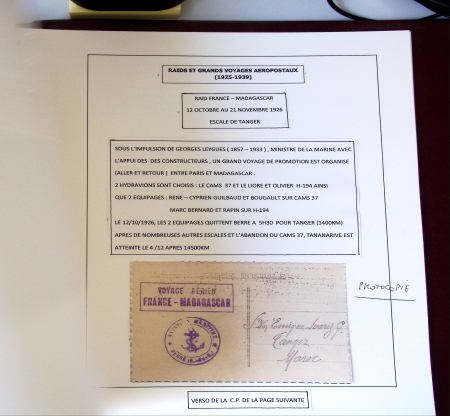 RAIDS ET GRANDS VOYAGES AEROPOSTAUX
(1925-1939)
RAID FRANCE – MADAGASCAR
12 OCTOBRE AU 21 NOVEMBRE 1926
ESCALE DE TANGER
SOUS L'IMPULSION DE GEORGES LEYGUES ( 1857 – 1933 ) , MINISTRE DE LA MARINE AVEC
L'APPUI DES DES CONSTRUCTEURS , UN GRAND VOYAGE DE PROMOTION EST ORGANISE
(ALLER ET RETOUR ) ENTRE PARIS ET MADAGASCAR .
2 HYDRAVIONS SONT CHOISIS : LE CAMS 37 ET LE LIORE ET OLIVIER H-194 AINSI
QUE 2 EQUIPAGES : RENE – CYPRIEN GUILBAUD ET BOUGAULT SUR CAMS 37
MARC BERNARD ET RAPIN SUR H-194
LE 12/10/1926, LES 2 EQUIPAGES QUITTENT BERRE A 5H30 POUR TANGER (1400KM)
APRES DE NOMBREUSES AUTRES ESCALES ET L'ABANDON DU CAMS 37, TANANARIVE EST
ATTEINTE LE 4 /12 APRES 14500KM
PHOTOCOPIE
VOYAGE AÉRIEN
FRANCE - MADAGASCAR
AVIATION MARITIME
BERRE
Tanger
Maroc
VERSO DE LA C.P. DE LA PAGE SUIVANTE